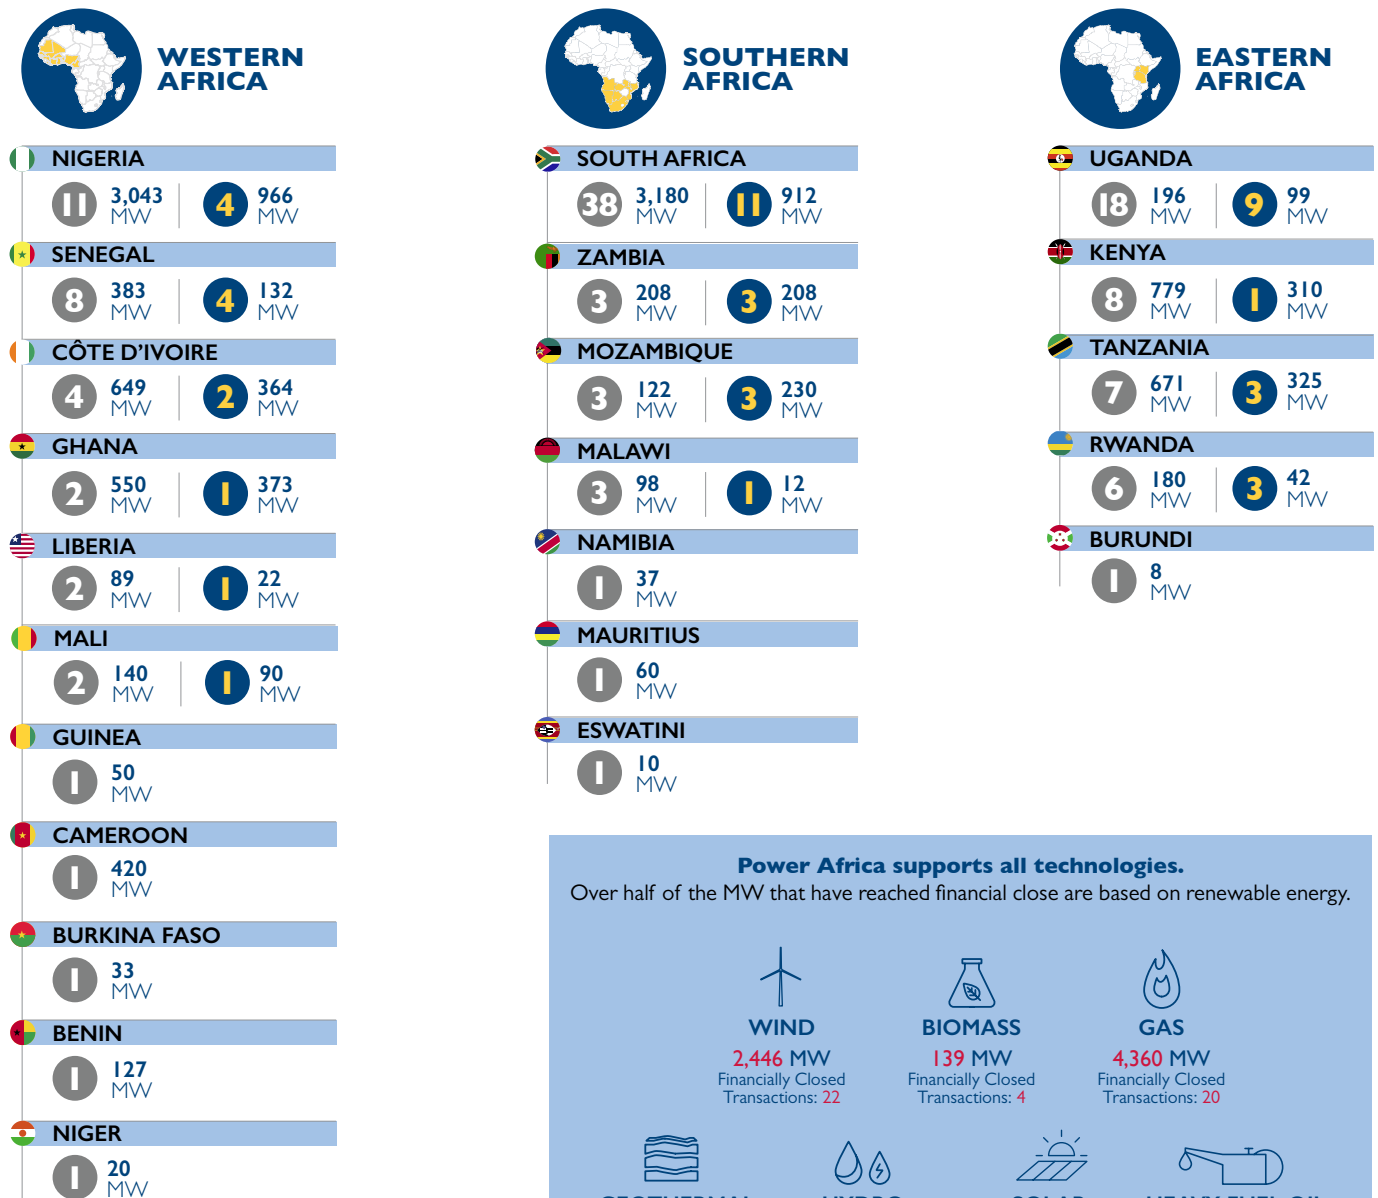 WESTERN
AFRICA
NIGERIA
11 3,043 MW 4 966 MW
SENEGAL
8 383 MW 4 132 MW
CÔTE D'IVOIRE
4 649 MW 2 364 MW
GHANA
2 550 MW 1 373 MW
LIBERIA
2 89 MW 1 22 MW
MALI
2 140 MW 1 90 MW
GUINEA
1 50 MW
CAMEROON
1 420 MW
BURKINA FASO
1 33 MW
BENIN
1 127 MW
NIGER
1 20 MW
SOUTHERN
AFRICA
SOUTH AFRICA
38 3,180 MW 11 912 MW
ZAMBIA
3 208 MW 3 208 MW
MOZAMBIQUE
3 122 MW 3 230 MW
MALAWI
3 98 MW 1 12 MW
NAMIBIA
1 37 MW
MAURITIUS
1 60 MW
ESWATINI
1 10 MW
EASTERN
AFRICA
UGANDA
18 196 MW 9 99 MW
KENYA
8 779 MW 1 310 MW
TANZANIA
7 671 MW 3 325 MW
RWANDA
6 180 MW 3 42 MW
BURUNDI
1 8 MW
Power Africa supports all technologies.
Over half of the MW that have reached financial close are based on renewable energy.
WIND
2,446 MW
Financially Closed
Transactions: 22
BIOMASS
139 MW
Financially Closed
Transactions: 4
GAS
4,360 MW
Financially Closed
Transactions: 20
GEOTHERMAL HYDRO SOLAR HEAVY FUEL OIL